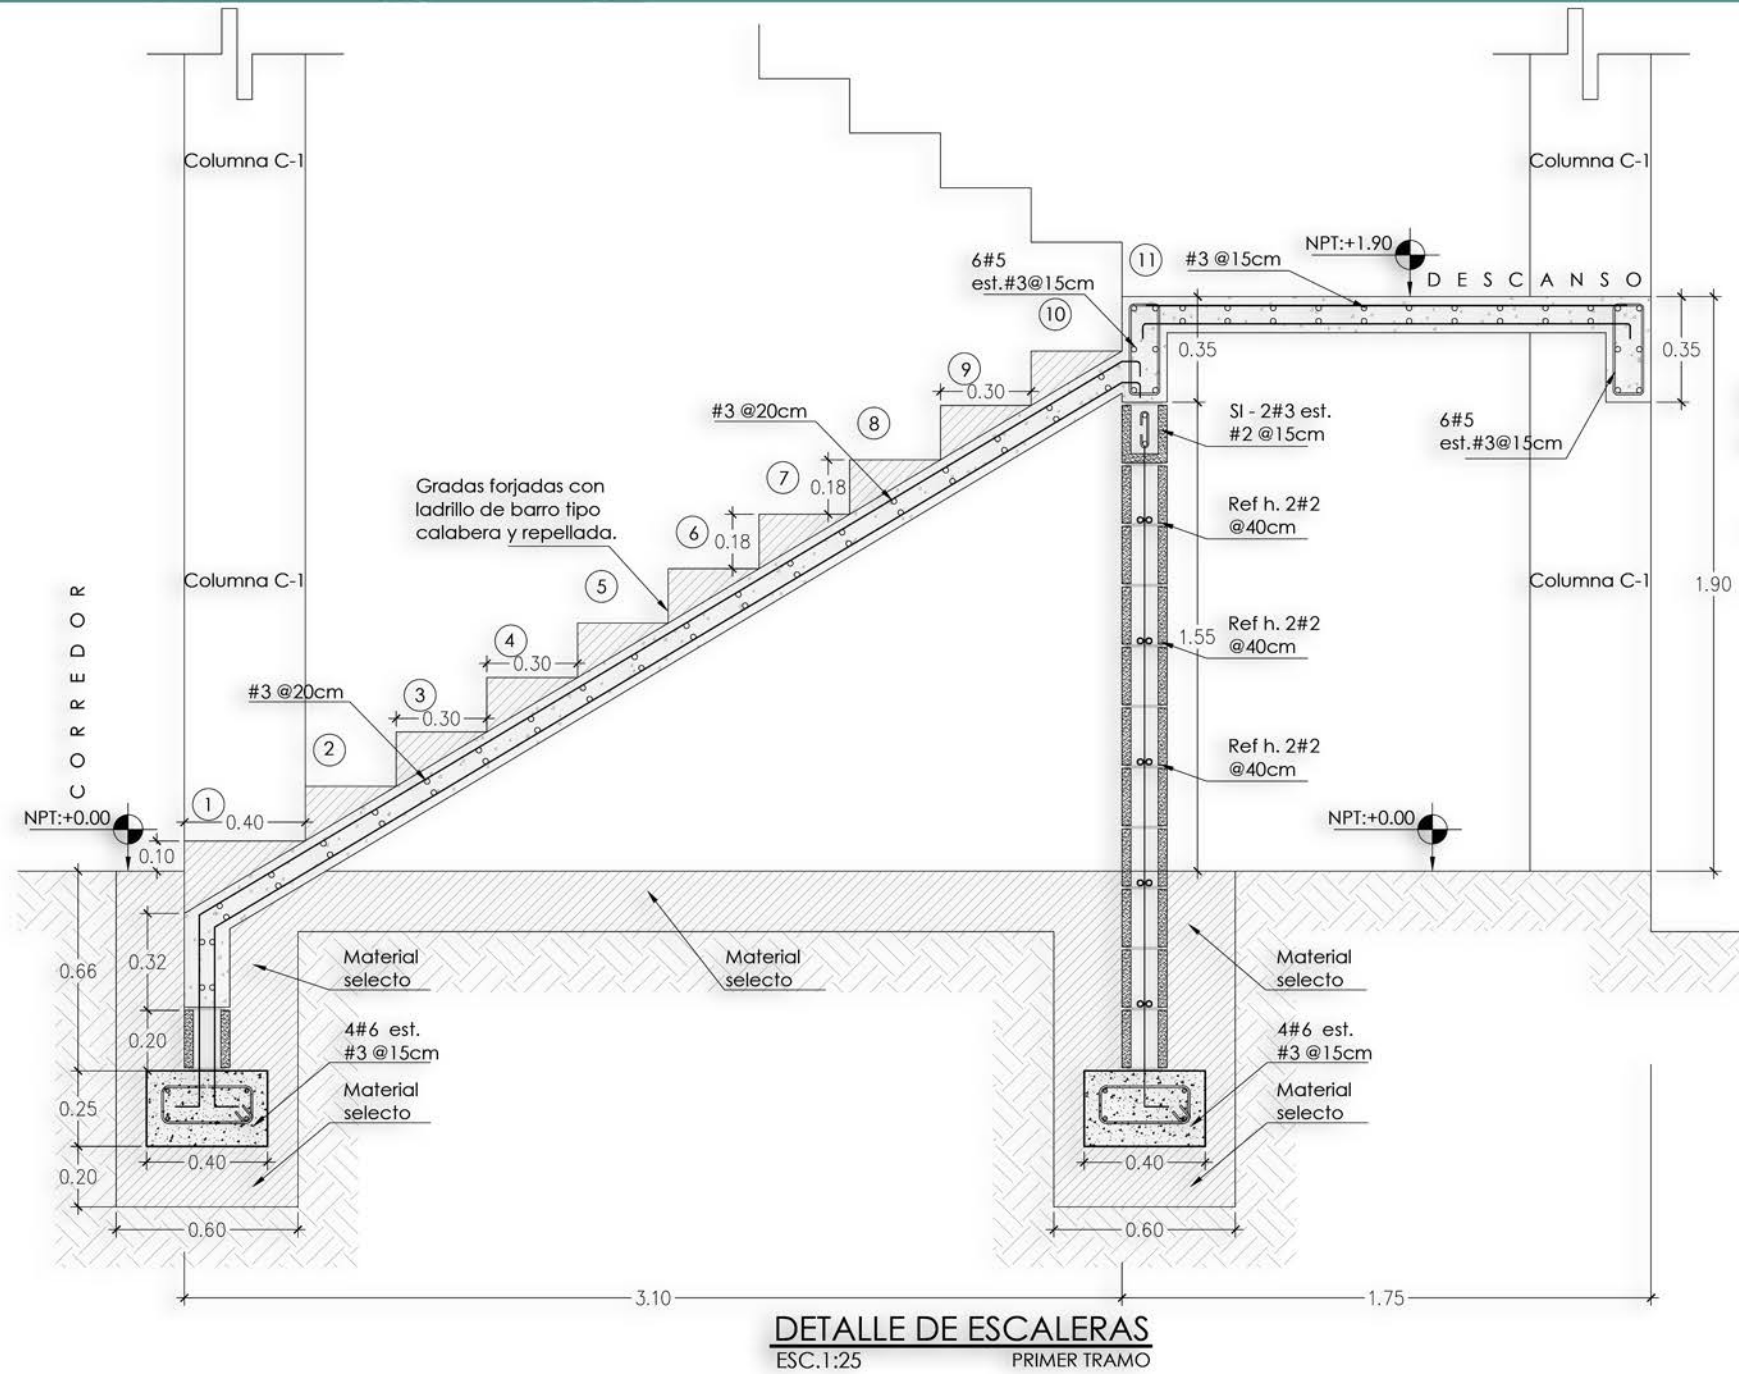 Columna C-1
Columna C-1
NPT:+1.90
6#5
est.#3@15cm
11
#3 @15cm
D E S C A N S O
10
0.35
0.35
9
0.30
#3 @20cm
8
SI - 2#3 est.
#2 @15cm
6#5
est.#3@15cm
Gradas forjadas con
ladrillo de barro tipo
calabera y repellada.
7
0.18
6
0.18
Ref h. 2#2
@40cm
Columna C-1
5
Columna C-1
1.90
C O R R E D O R
4
0.30
1.55
Ref h. 2#2
@40cm
#3 @20cm
3
0.30
2
Ref h. 2#2
@40cm
1
NPT:+0.00
0.40
NPT:+0.00
0.10
0.66
0.32
Material
selecto
Material
selecto
Material
selecto
0.20
4#6 est.
#3 @15cm
4#6 est.
#3 @15cm
0.25
Material
selecto
Material
selecto
0.20
0.40
0.40
0.60
0.60
3.10
1.75
DETALLE DE ESCALERAS
ESC.1:25
PRIMER TRAMO